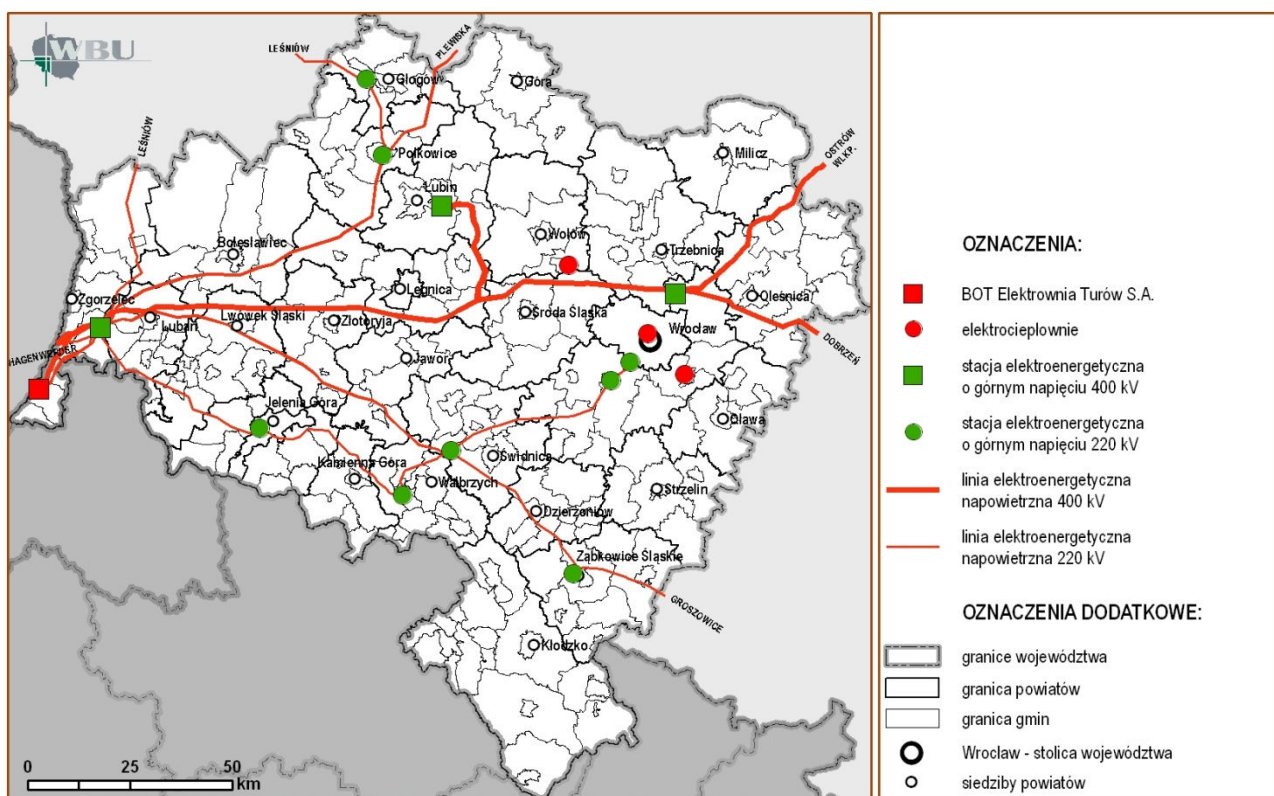 WBU
LEŚNIÓW
PLEWISKA
Głogów
Góra
LEŚNIÓW
Polkowice
Milicz
OSTRÓW
WLKP.
Lubin
Wołów
Trzebnica
Bolesławiec
Legnica
Oleśnica
Zgorzelec
Lubań
Lwówek Śląski
Złotoryja
Środa Śląska
Wrocław
DOBRZEŃ
HAGENWERDER
Jawor
Jelenia Góra
Oława
Kamienna Góra
Świdnica
Wałbrzych
Strzelin
Dzierżoniów
Ząbkowice Śląskie
GROSZOWICE
Kłodzko
0 25 50
km
OZNACZENIA:
BOT Elektrownia Turów S.A.
elektrociepłownie
stacja elektroenergetyczna
o górnym napięciu 400 kV
stacja elektroenergetyczna
o górnym napięciu 220 kV
linia elektroenergetyczna
napowietrzna 400 kV
linia elektroenergetyczna
napowietrzna 220 kV
OZNACZENIA DODATKOWE:
granice województwa
granica powiatów
granica gmin
Wrocław - stolica województwa
siedziby powiatów